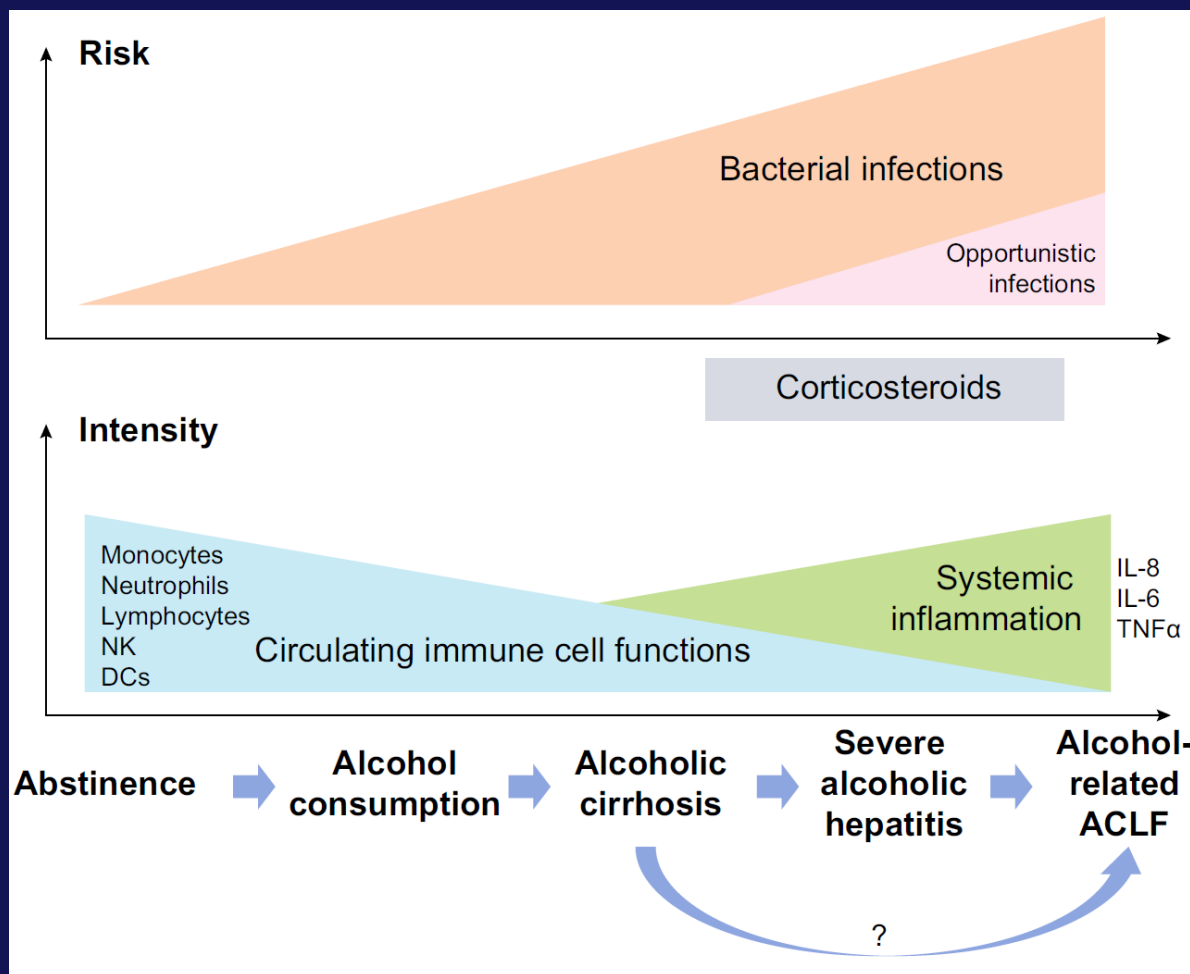 Risk
Bacterial infections
Opportunistic
infections
Corticosteroids
Intensity
Monocytes
Neutrophils
Lymphocytes
NK
DCs
Circulating immune cell functions
Systemic
inflammation
IL-8
IL-6
TNFα
Abstinence
Alcohol
consumption
Alcoholic
cirrhosis
Severe
alcoholic
hepatitis
Alcohol-
related
ACLF
?